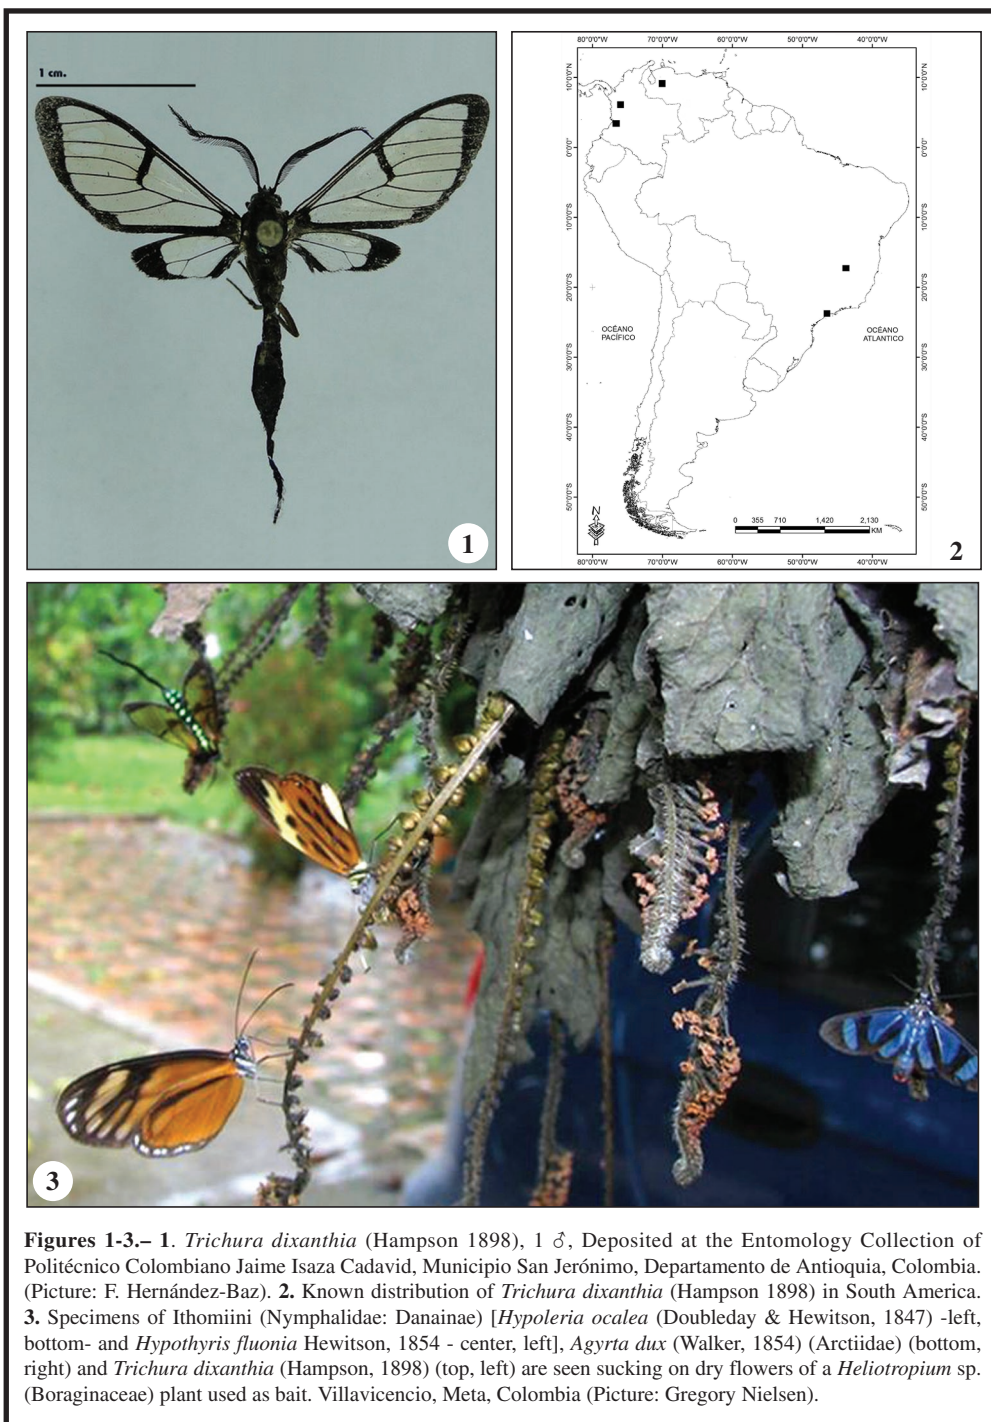 1 cm.
1
80°0'0"W 70°0'0"W 60°0'0"W 50°0'0"W 40°0'0"W
10°0'0"N 10°0'0"N
0°0'0" 0°0'0"
10°0'0"S 10°0'0"S
20°0'0"S 20°0'0"S
30°0'0"S 30°0'0"S
40°0'0"S 40°0'0"S
50°0'0"S 50°0'0"S
OCÉANO
PACÍFICO
OCÉANO
ATLANTICO
N
0 355 710 1,420 2,130
KM
80°0'0"W 70°0'0"W 60°0'0"W 50°0'0"W 40°0'0"W
2
3
Figures 1-3.– 1. Trichura dixanthia (Hampson 1898), 1 ♂, Deposited at the Entomology Collection of
Politécnico Colombiano Jaime Isaza Cadavid, Municipio San Jerónimo, Departamento de Antioquia, Colombia.
(Picture: F. Hernández-Baz). 2. Known distribution of Trichura dixanthia (Hampson 1898) in South America.
3. Specimens of Ithomiini (Nymphalidae: Danainae) [Hypoleria ocalea (Doubleday & Hewitson, 1847) -left,
bottom- and Hypothyris fluonia Hewitson, 1854 - center, left], Agyrta dux (Walker, 1854) (Arctiidae) (bottom,
right) and Trichura dixanthia (Hampson, 1898) (top, left) are seen sucking on dry flowers of a Heliotropium sp.
(Boraginaceae) plant used as bait. Villavicencio, Meta, Colombia (Picture: Gregory Nielsen).